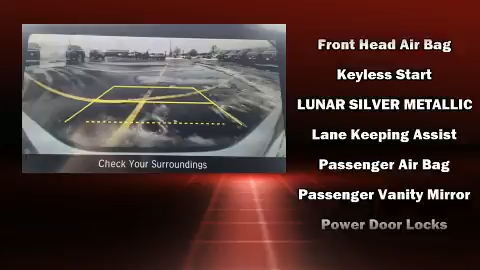 Front Head Air Bag
Keyless Start
LUNAR SILVER METALLIC
Lane Keeping Assist
Passenger Air Bag
Passenger Vanity Mirror
Power Door Locks
Check Your Surroundings